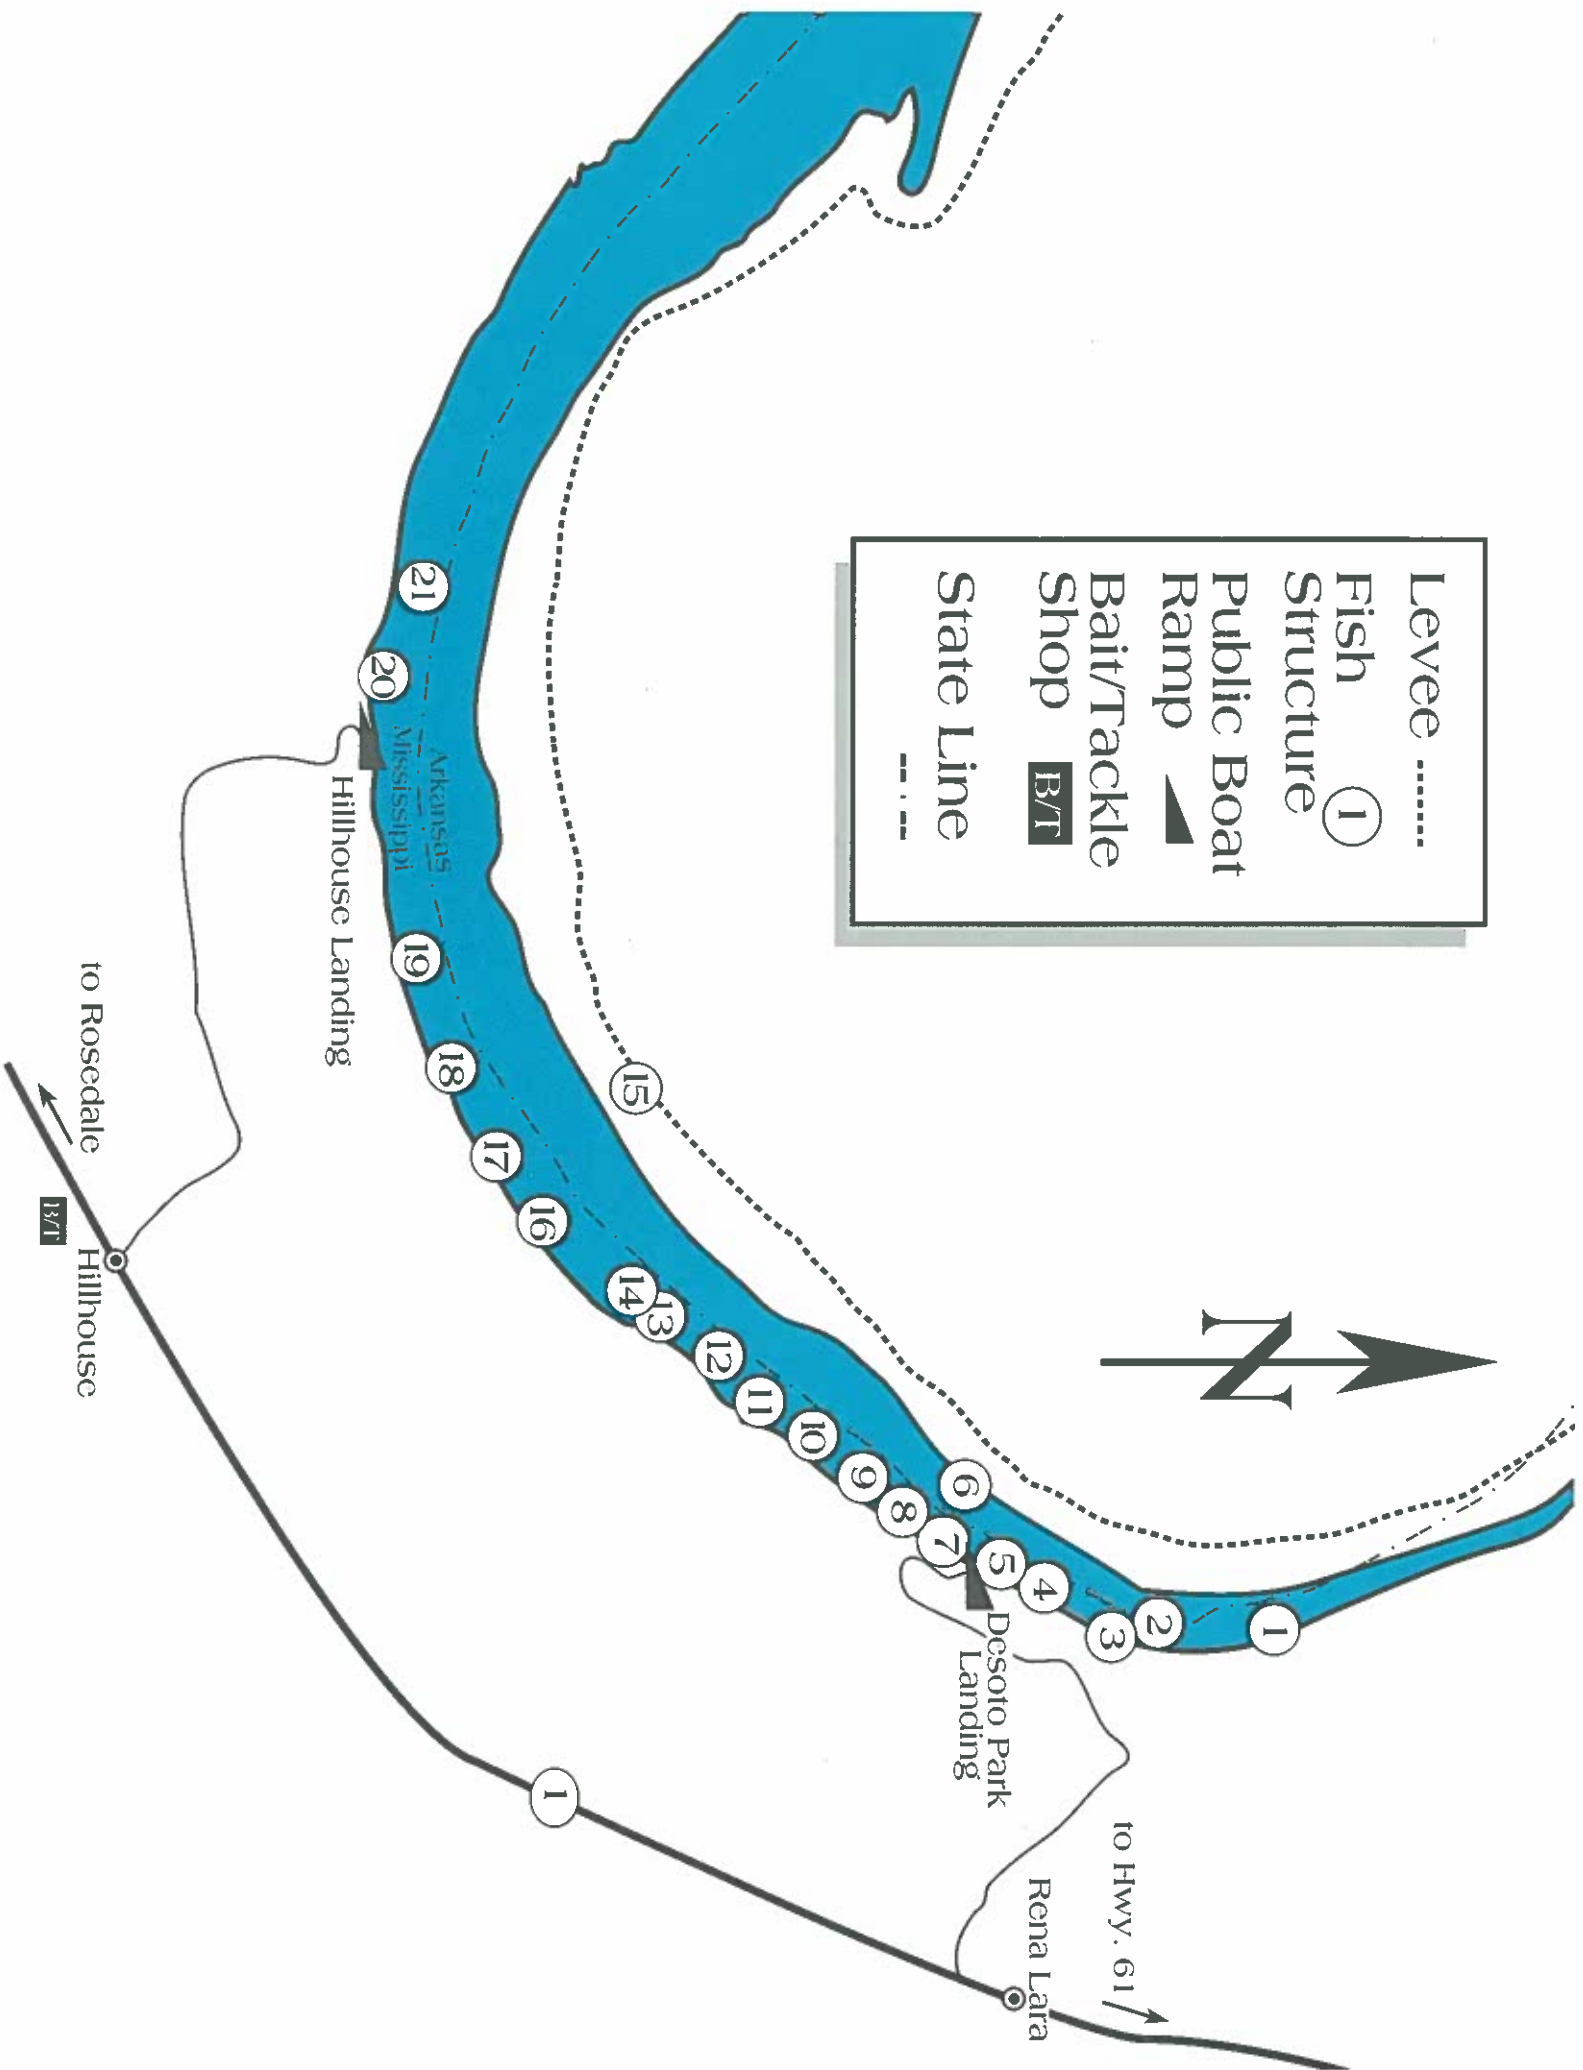 Levee
Fish
Structure
1
Public Boat
Ramp
Bait/Tackle
Shop
B/T
State Line
N
1
2
3
4
5
6
7
8
9
10
11
12
13
14
15
16
17
18
19
20
21
Arkansas
Mississippi
Desoto Park
Landing
to Hwy. 61
Rena Lara
1
Hillhouse Landing
to Rosedale
B/T
Hillhouse